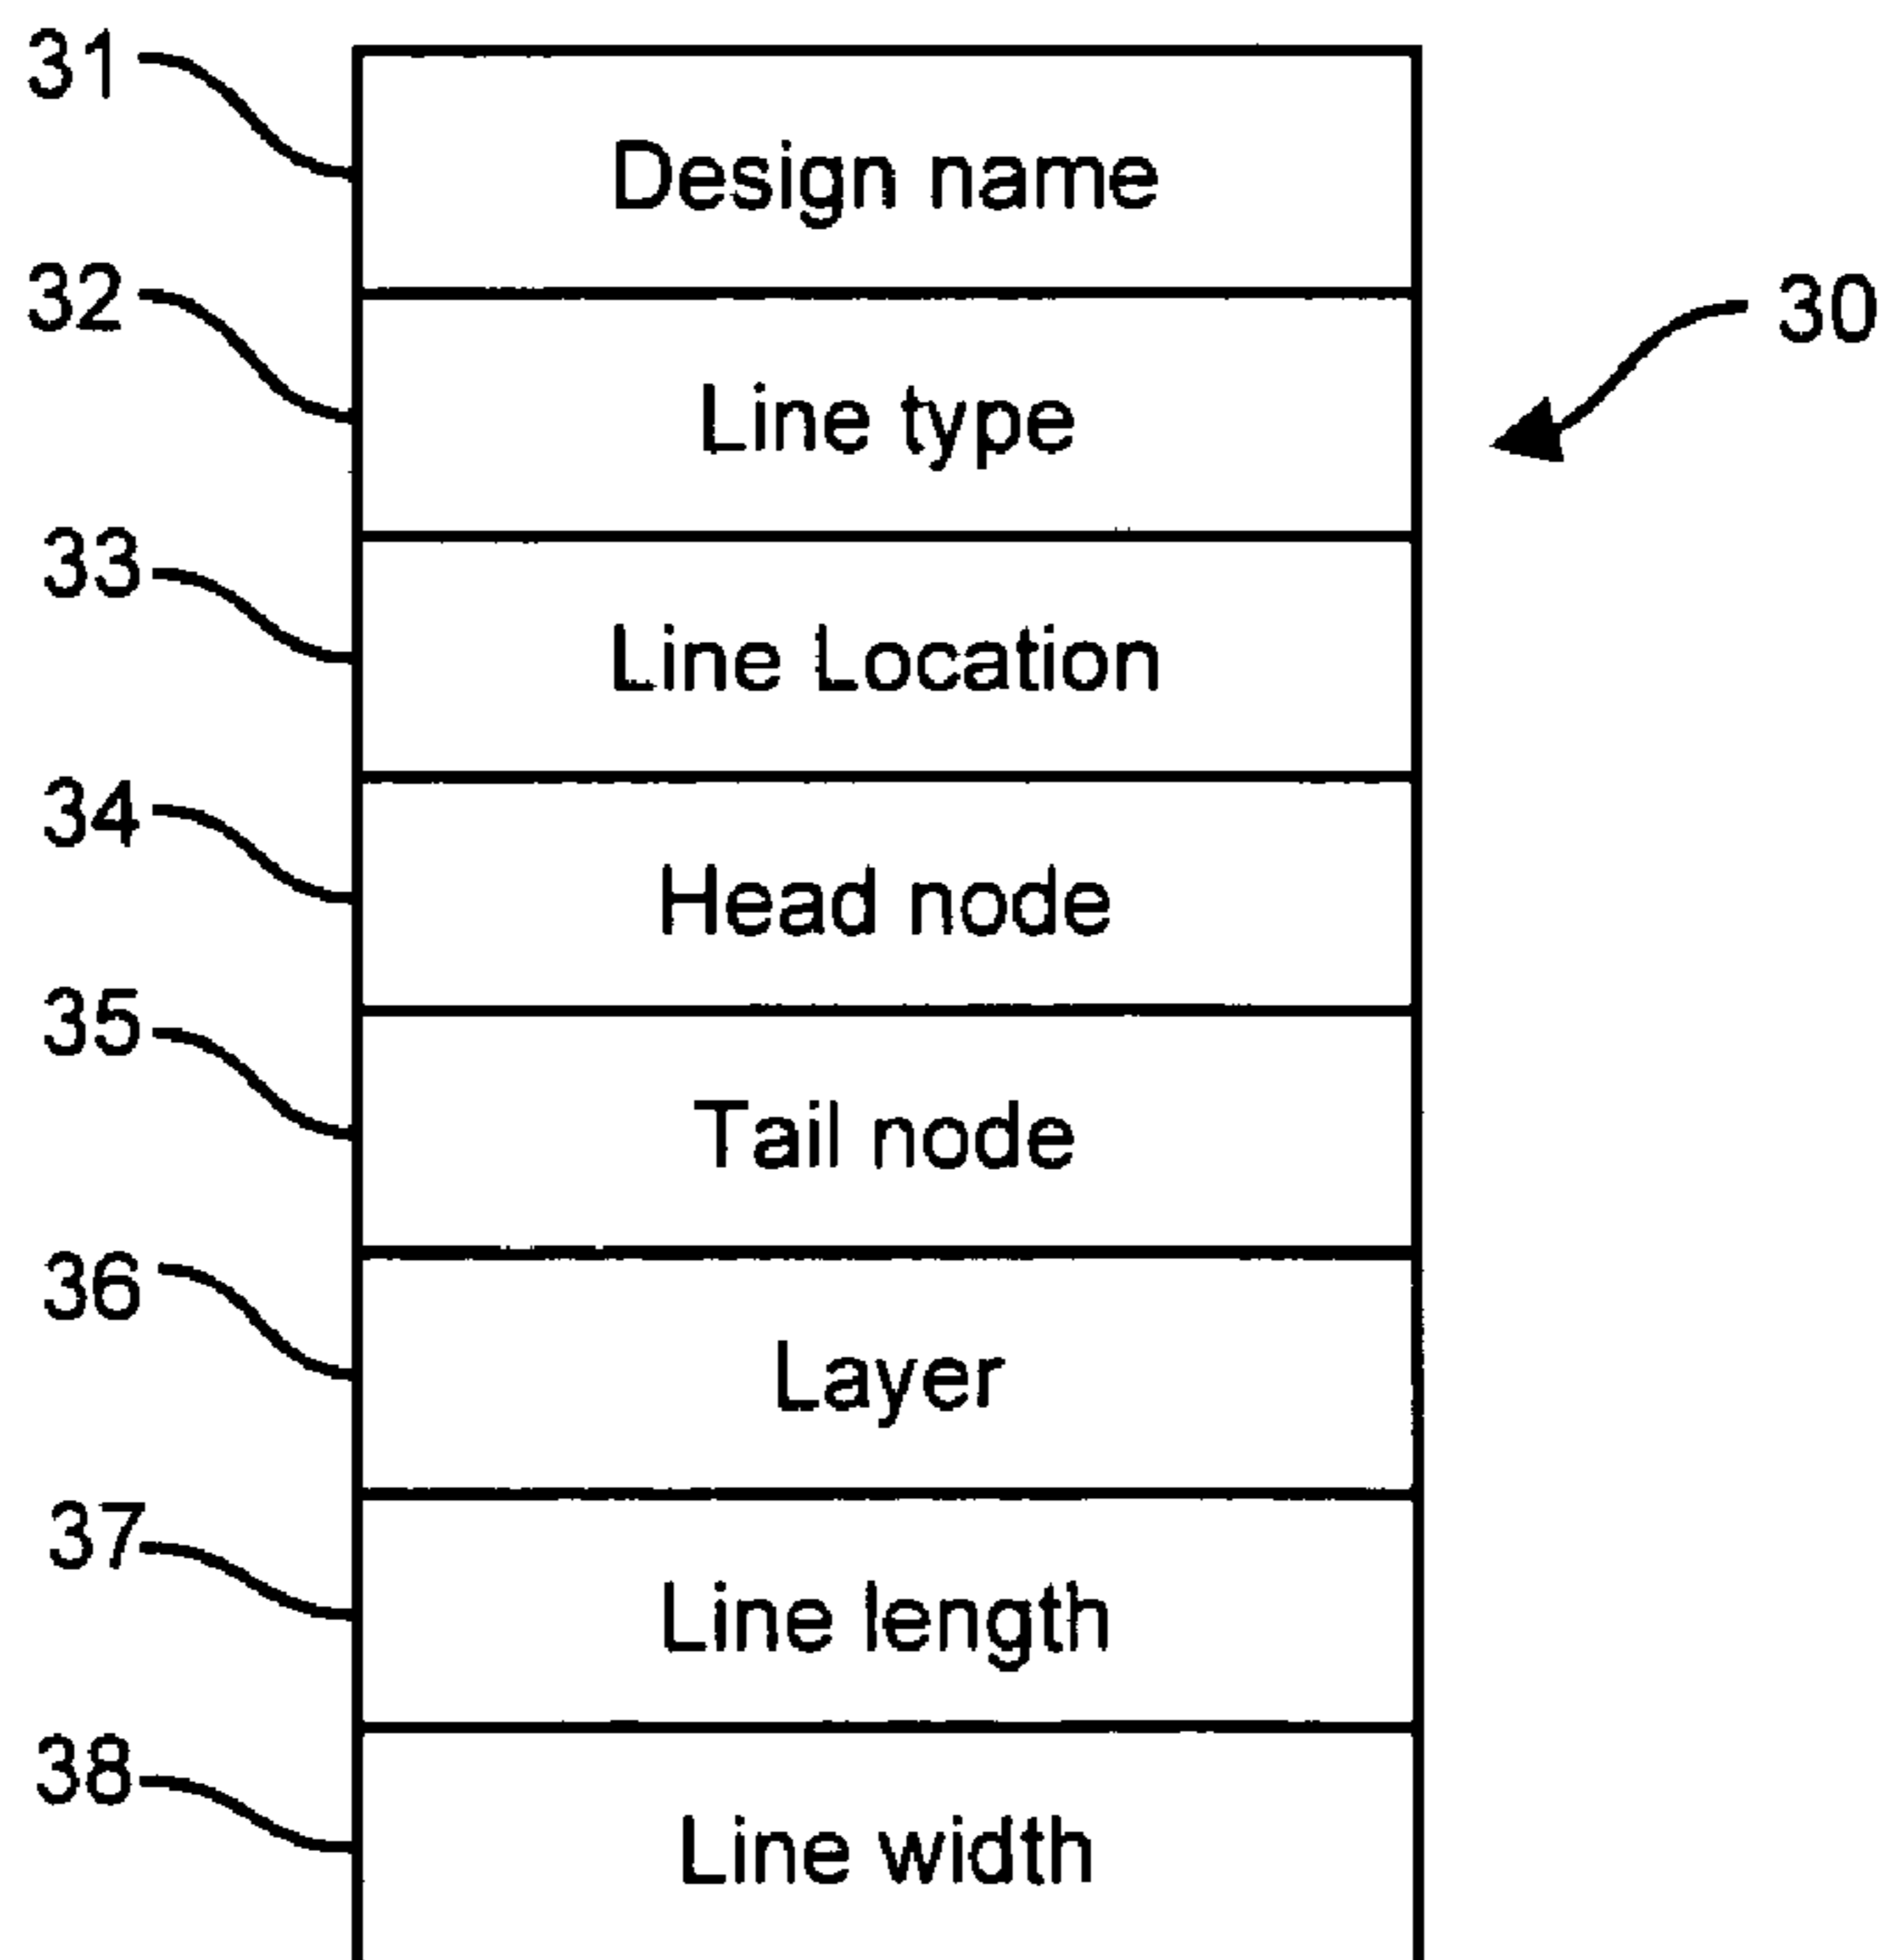 31
Design name
32
Line type
30
33
Line Location
34
Head node
35
Tail node
36
Layer
37
Line length
38
Line width